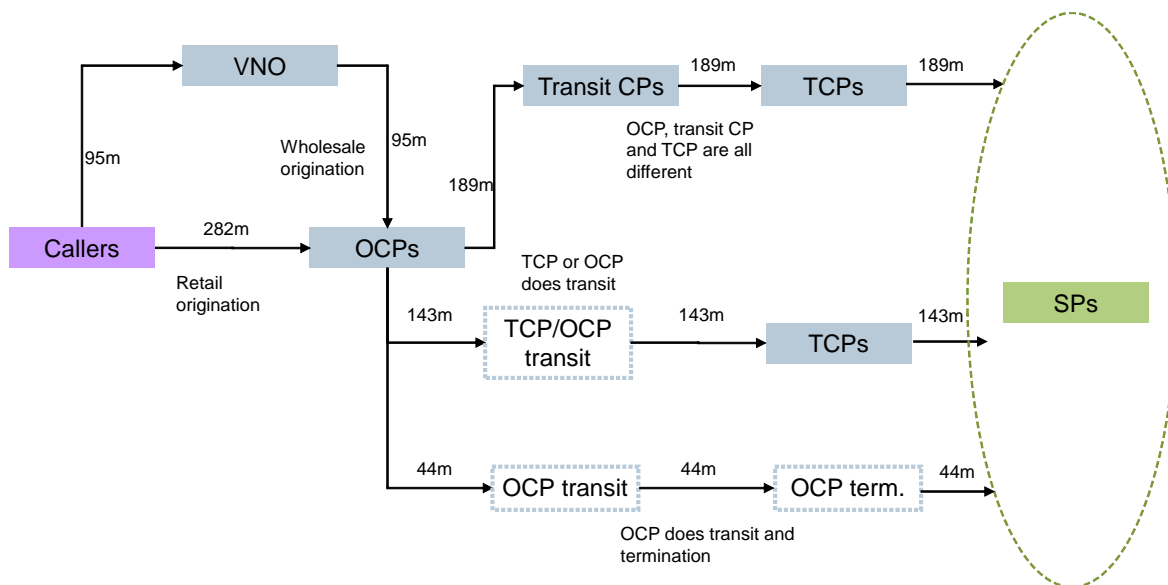 VNO
Transit CPs
189m
TCPs
189m
OCP, transit CP
and TCP are all
different
95m
Wholesale
origination
95m
189m
Callers
282m
Retail
origination
OCPs
TCP or OCP
does transit
143m
TCP/OCP
transit
143m
TCPs
143m
SPs
44m
OCP transit
44m
OCP term.
44m
OCP does transit and
termination